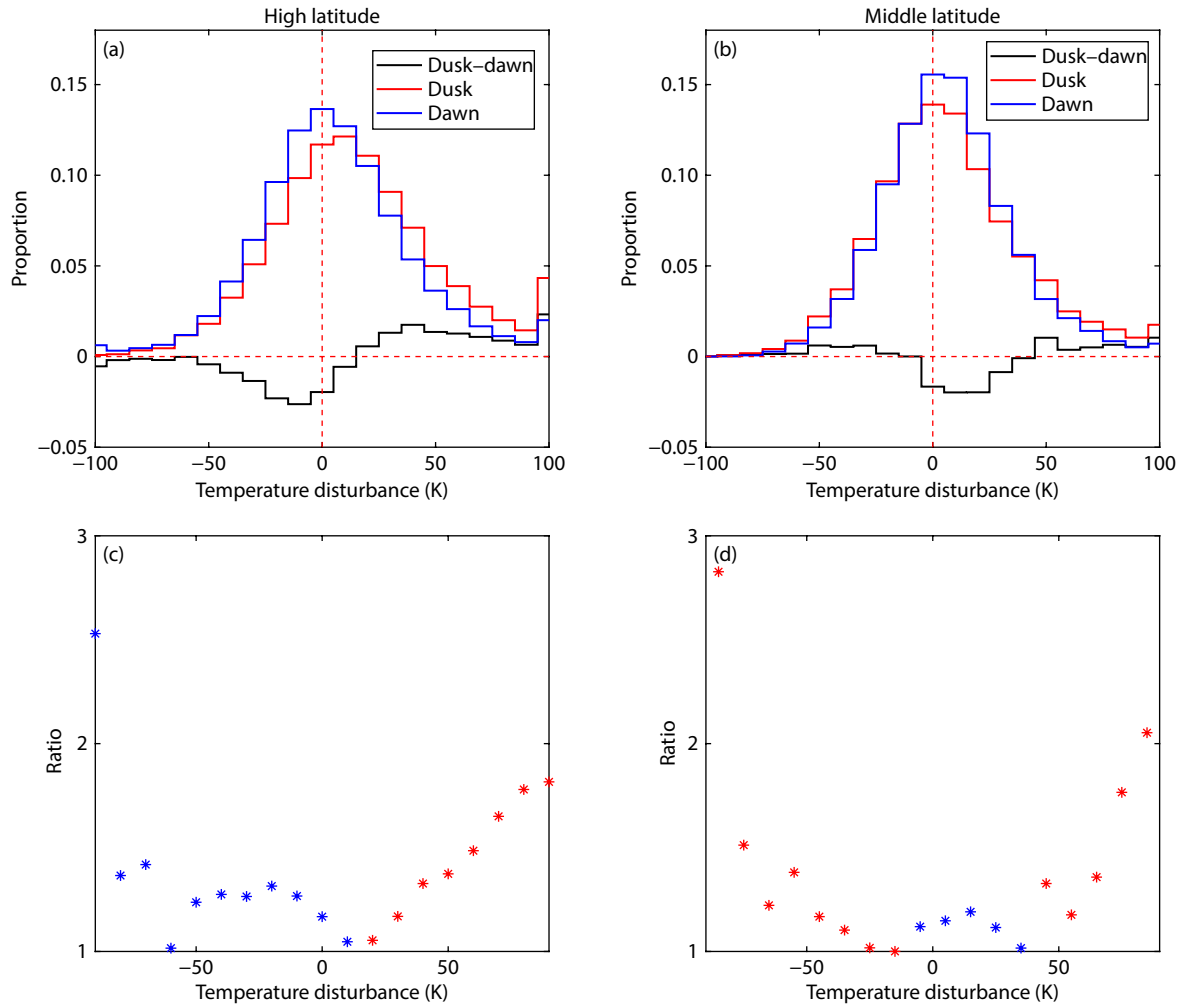 High latitude
(a)
Dusk–dawn
Dusk
Dawn
0.15
0.10
0.05
0
−0.05
Proportion
−100
−50
0
50
100
Temperature disturbance (K)
Middle latitude
(b)
Dusk–dawn
Dusk
Dawn
0.15
0.10
0.05
0
−0.05
Proportion
−100
−50
0
50
100
Temperature disturbance (K)
(c)
3
2
1
Ratio
−50
0
50
Temperature disturbance (K)
(d)
3
2
1
Ratio
−50
0
50
Temperature disturbance (K)